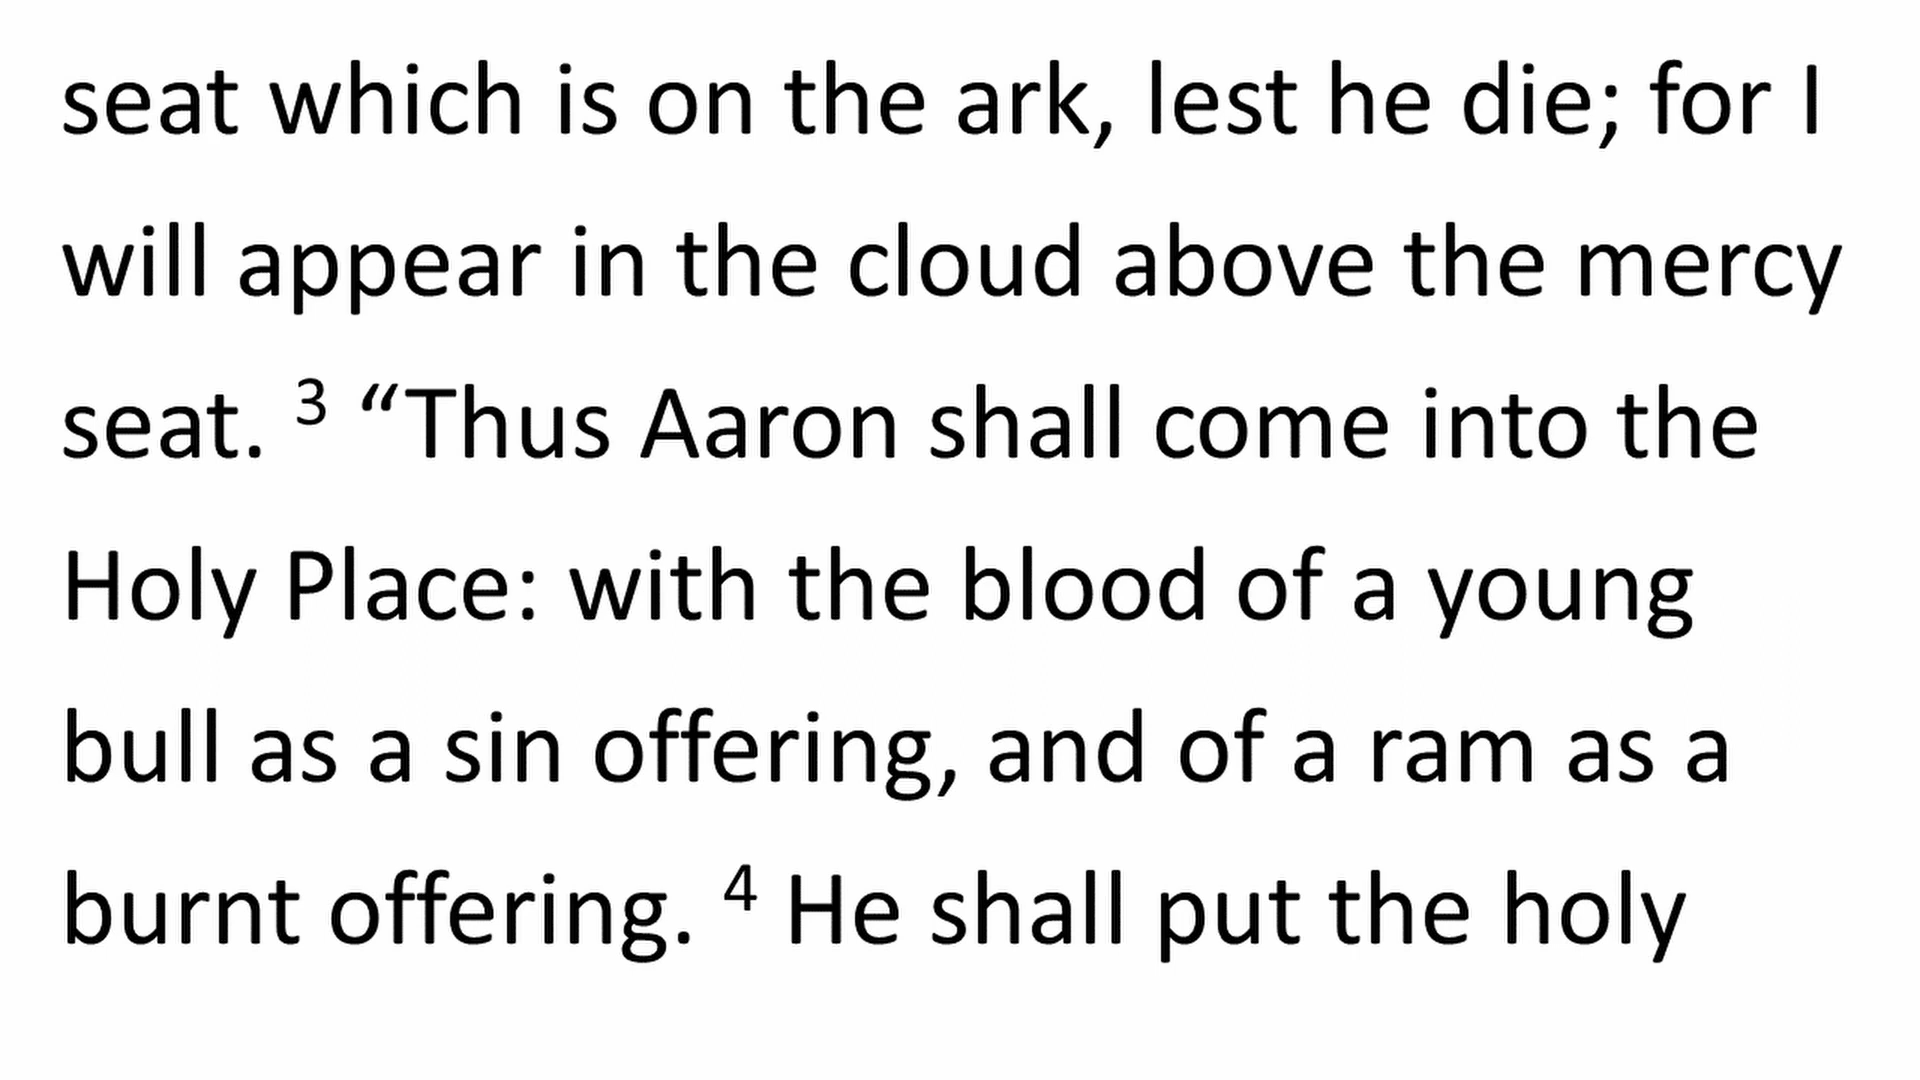 seat which is on the ark, lest he die; for I
will appear in the cloud above the mercy
seat. 3 “Thus Aaron shall come into the
Holy Place: with the blood of a young
bull as a sin offering, and of a ram as a
burnt offering. 4 He shall put the holy